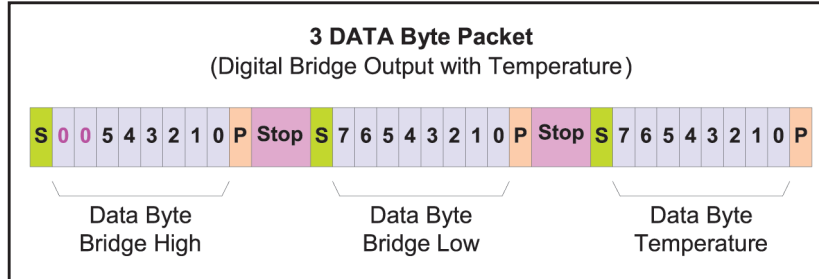 3 DATA Byte Packet
(Digital Bridge Output with Temperature)
S 0 0 5 4 3 2 1 0 P Stop S 7 6 5 4 3 2 1 0 P Stop S 7 6 5 4 3 2 1 0 P
Data Byte Data Byte Data Byte
Bridge High Bridge Low Temperature